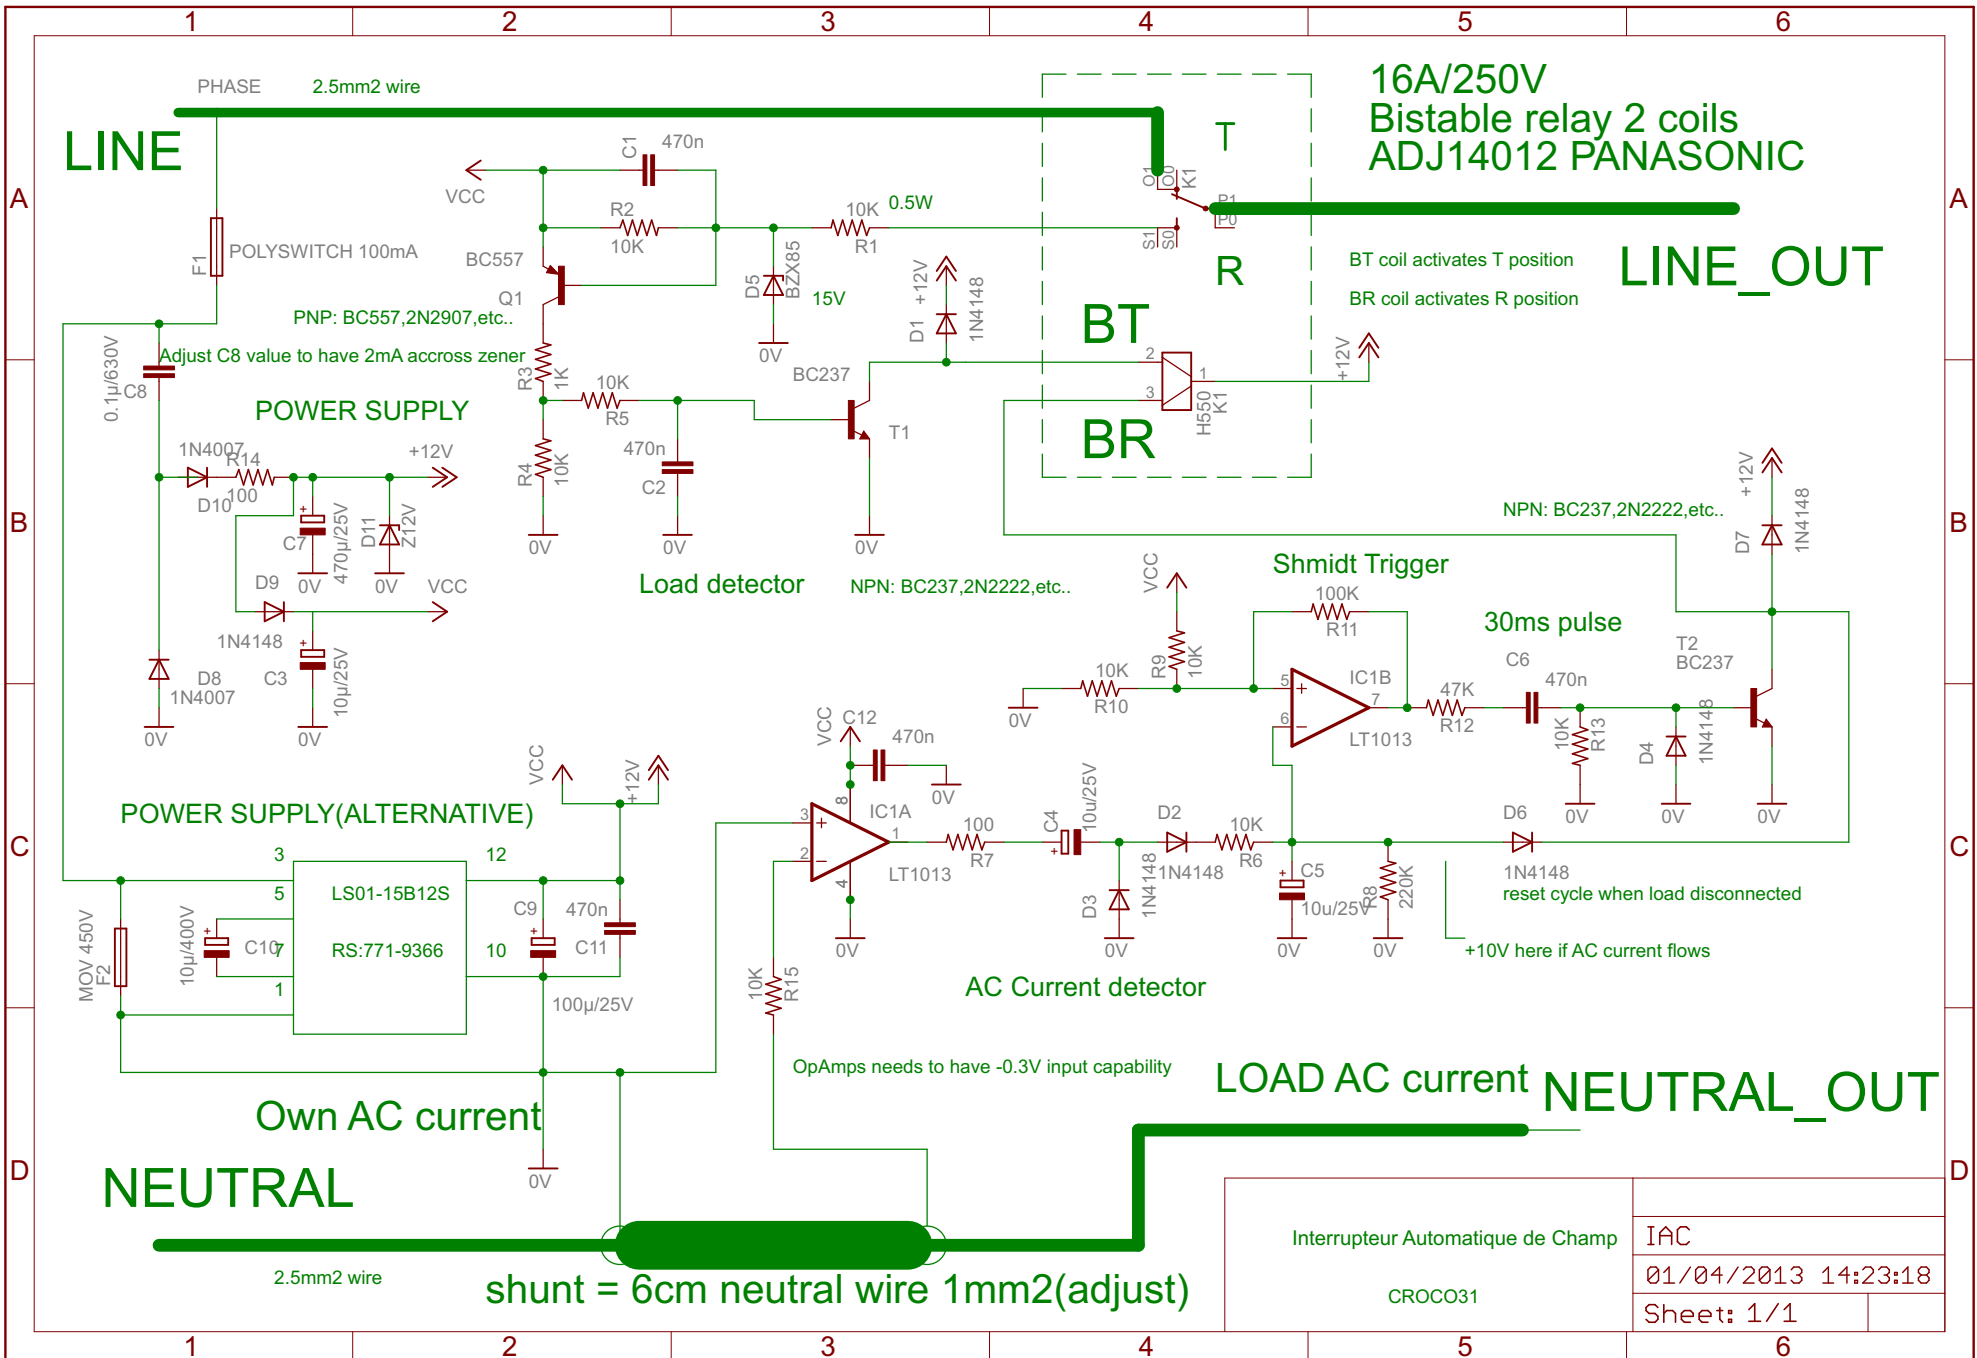 1 2 3 4 5 6
PHASE 2.5mm2 wire
LINE
16A/250V
Bistable relay 2 coils
ADJ14012 PANASONIC
A A
T
C1 470n
VCC
O1 O0 K1
P1
P0
R2
10K
10K 0.5W
R1
S1 S0
F1 POLYSWITCH 100mA
BC557
Q1
D5 BZX85
15V
D1 +12V 1N4148
R
BT coil activates T position
BR coil activates R position
LINE_OUT
PNP: BC557,2N2907,etc..
Adjust C8 value to have 2mA accross zener
0V
BT
0.1µ/630V C8
R3 1K
10K
R5
BC237
T1
2
3
1
H550 K1
+12V
BR
POWER SUPPLY
1N4007
D10
R14
100
+12V
R4 10K
470n
C2
0V
0V
0V
C7 470µ/25V
D11 Z12V
0V
0V
D9
1N4148
VCC
Load detector
NPN: BC237,2N2222,etc..
NPN: BC237,2N2222,etc..
+12V
D7 1N4148
B B
VCC
Shmidt Trigger
100K
R11
30ms pulse
R9 10K
10K
R10
0V
T2
BC237
C6
470n
D8
1N4007
0V
C3 10µ/25V
0V
5
6
7
IC1B
LT1013
47K
R12
10K R13
D4 1N4148
0V
0V
0V
VCC +12V
VCC C12
470n
0V
POWER SUPPLY(ALTERNATIVE)
3
5
7
1
12
10
LS01-15B12S
RS:771-9366
8
3
2
1
4
IC1A
LT1013
0V
100
R7
C4 10u/25V
D3 1N4148
0V
D2
1N4148
10K
R6
C5
10u/25V
0V
R8 220K
0V
D6
1N4148
reset cycle when load disconnected
+10V here if AC current flows
C C
MOV 450V F2
10µ/400V C10
C9
470n
C11
100µ/25V
10K R15
AC Current detector
OpAmps needs to have -0.3V input capability
LOAD AC current
NEUTRAL_OUT
Own AC current
0V
D D
NEUTRAL
2.5mm2 wire
shunt = 6cm neutral wire 1mm2(adjust)
Interrupteur Automatique de Champ
CROCO31
IAC
01/04/2013 14:23:18
Sheet: 1/1
1 2 3 4 5 6